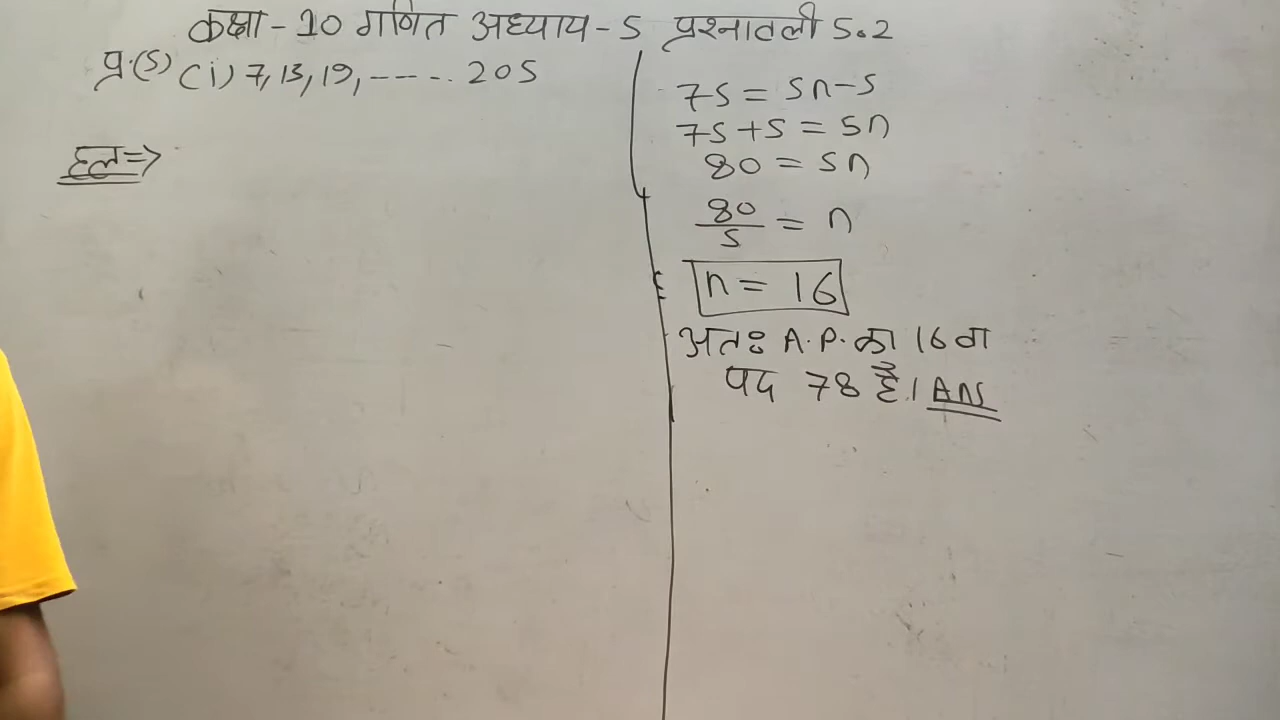 कक्षा - 10 गणित अध्याय - 5 प्रश्नावली 5.2
प्र.(5) (i) 7, 13, 19, ---- . 205
हल=>
75 = 5n-5
75 +5 = 5n
80 = 5n
80/5 = n
n = 16
अतः A.P. का 16 वा
पद 78 है। Ans